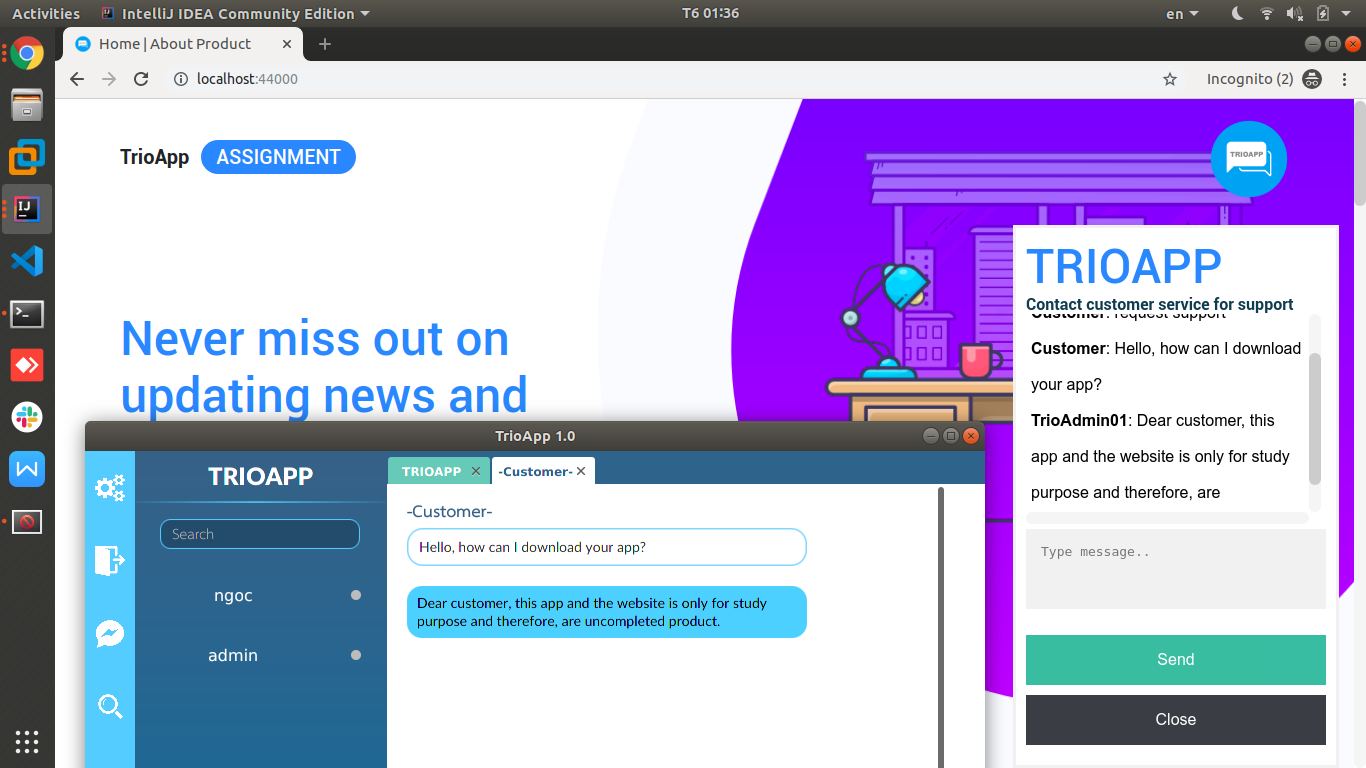 Activities
IntelliJ IDEA Community Edition
T6 01:36
en
Home | About Product
localhost:44000
Incognito (2)
TrioApp
ASSIGNMENT
TRIOAPP
Never miss out on
updating news and
TRIOAPP
Contact customer service for support
Customer: request support
Customer: Hello, how can I download
your app?
TrioAdmin01: Dear customer, this
app and the website is only for study
purpose and therefore, are
Type message..
Send
Close
TrioApp 1.0
TRIOAPP
Search
ngoc
admin
TRIOAPP
-Customer-
-Customer-
Hello, how can I download your app?
Dear customer, this app and the website is only for study
purpose and therefore, are uncompleted product.
IJ